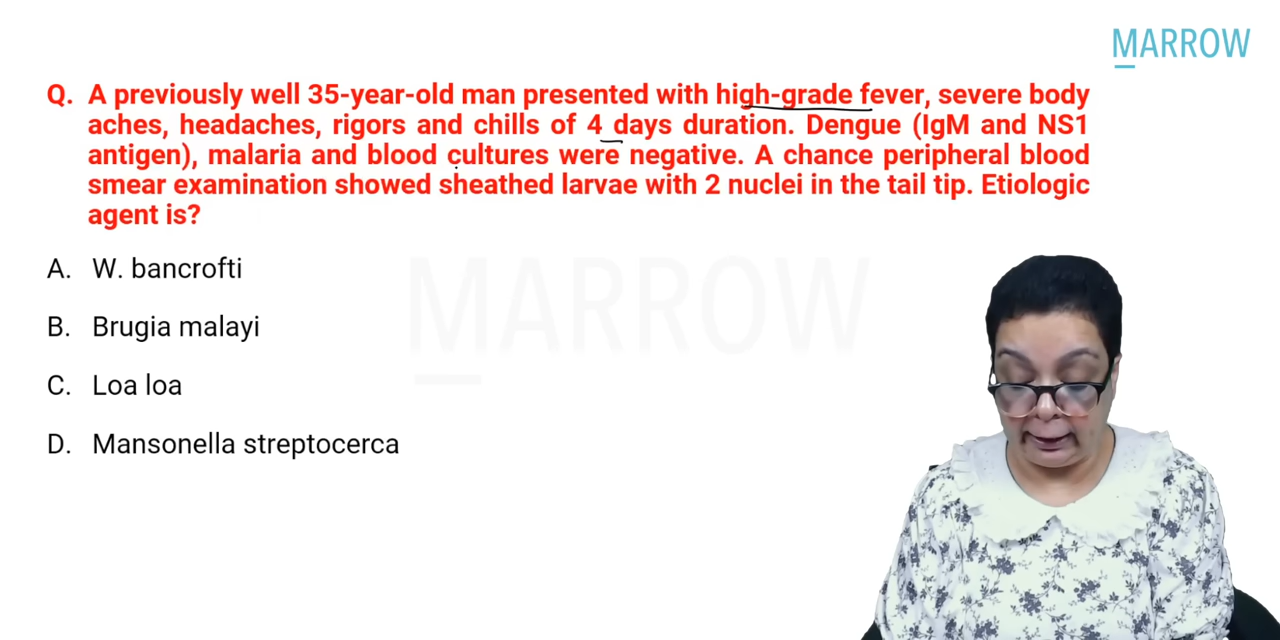 MARROW
Q. A previously well 35-year-old man presented with high-grade fever, severe body
aches, headaches, rigors and chills of 4 days duration. Dengue (IgM and NS1
antigen), malaria and blood cultures were negative. A chance peripheral blood
smear examination showed sheathed larvae with 2 nuclei in the tail tip. Etiologic
agent is?
A. W. bancrofti
B. Brugia malayi
C. Loa loa
D. Mansonella streptocerca
MARROW